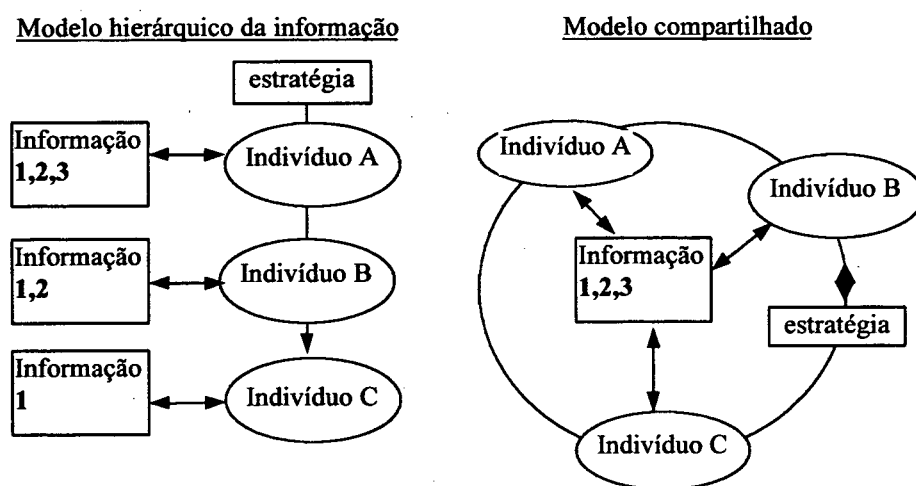 Modelo hierárquico da informação
estratégia
Informação
1,2,3
Indivíduo A
Informação
1,2
Indivíduo B
Informação
1
Indivíduo C
Modelo compartilhado
Indivíduo A
Indivíduo B
Informação
1,2,3
estratégia
Indivíduo C